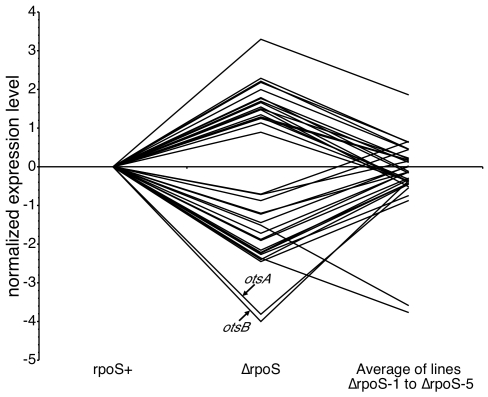 normalized expression level
4
3
2
1
0
-1
-2
-3
-4
-5
otsA
otsB
rpoS+
ΔrpoS
Average of lines
ΔrpoS-1 to ΔrpoS-5